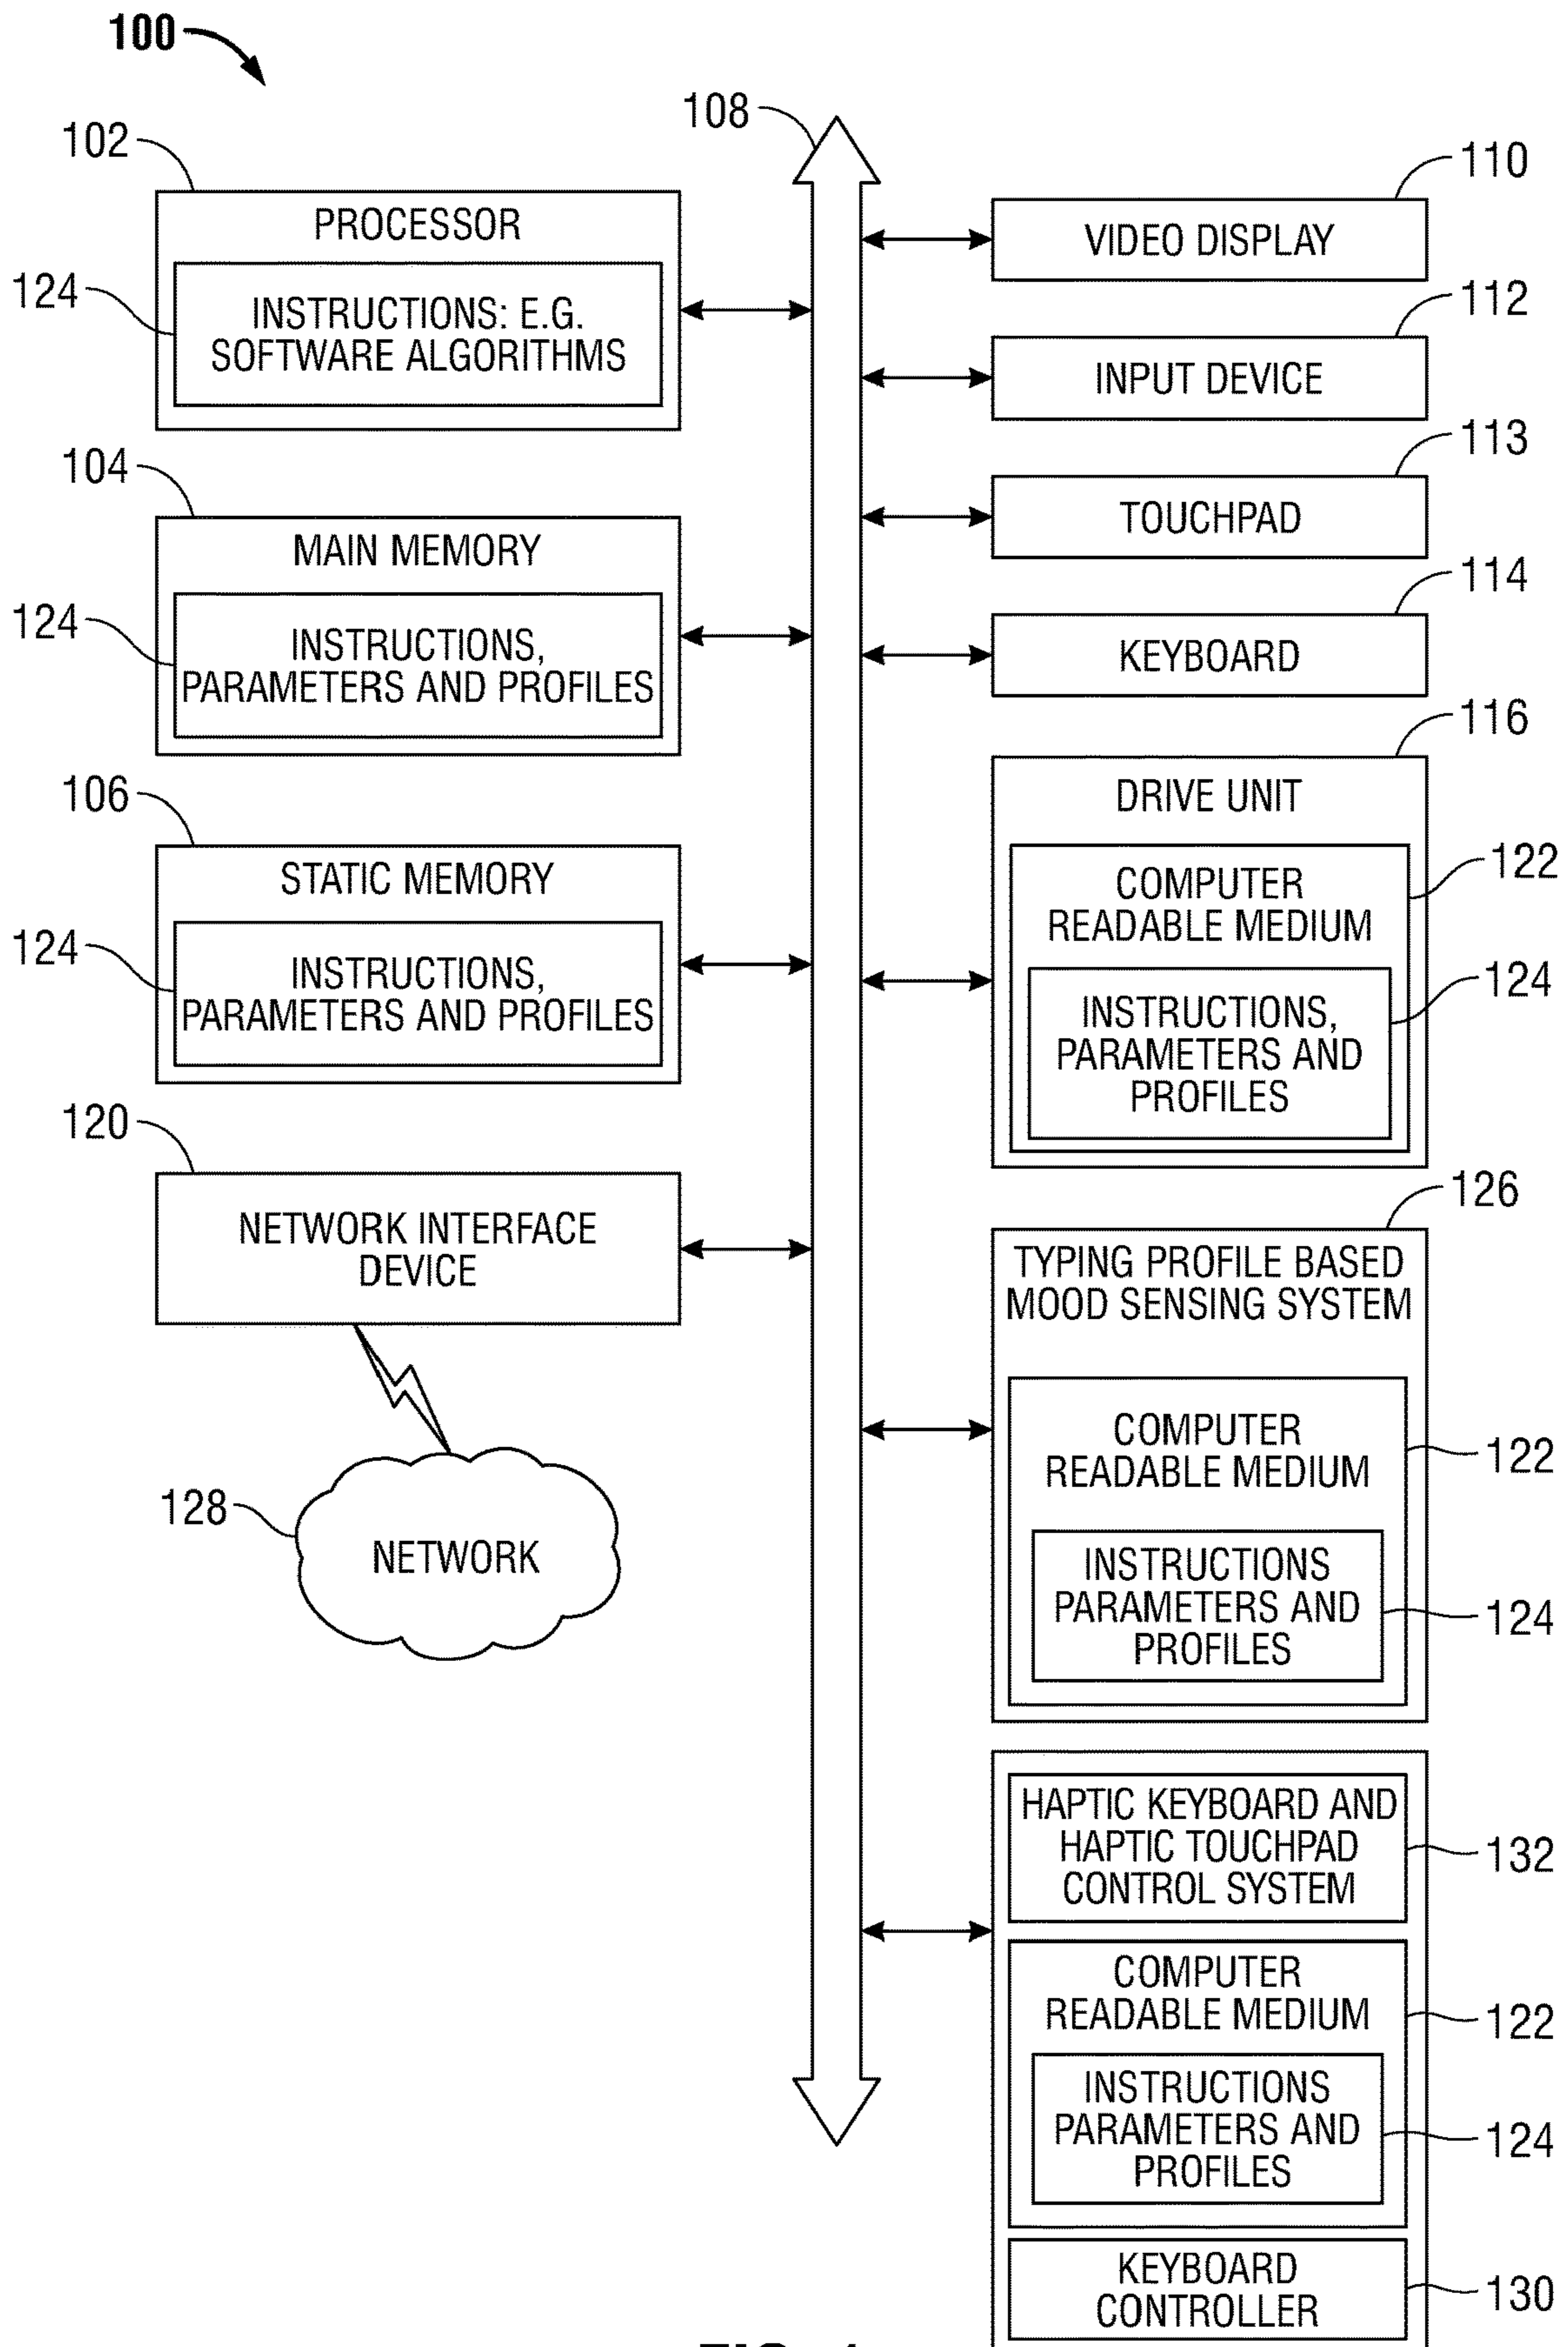 100
108
102
PROCESSOR
124
INSTRUCTIONS: E.G.
SOFTWARE ALGORITHMS
104
MAIN MEMORY
124
INSTRUCTIONS,
PARAMETERS AND PROFILES
106
STATIC MEMORY
124
INSTRUCTIONS,
PARAMETERS AND PROFILES
120
NETWORK INTERFACE
DEVICE
128
NETWORK
110
VIDEO DISPLAY
112
INPUT DEVICE
113
TOUCHPAD
114
KEYBOARD
116
DRIVE UNIT
122
COMPUTER
READABLE MEDIUM
124
INSTRUCTIONS,
PARAMETERS AND
PROFILES
126
TYPING PROFILE BASED
MOOD SENSING SYSTEM
COMPUTER
READABLE MEDIUM
122
INSTRUCTIONS
PARAMETERS AND
PROFILES
124
HAPTIC KEYBOARD AND
HAPTIC TOUCHPAD
CONTROL SYSTEM
132
COMPUTER
READABLE MEDIUM
122
INSTRUCTIONS
PARAMETERS AND
PROFILES
124
KEYBOARD
CONTROLLER
130